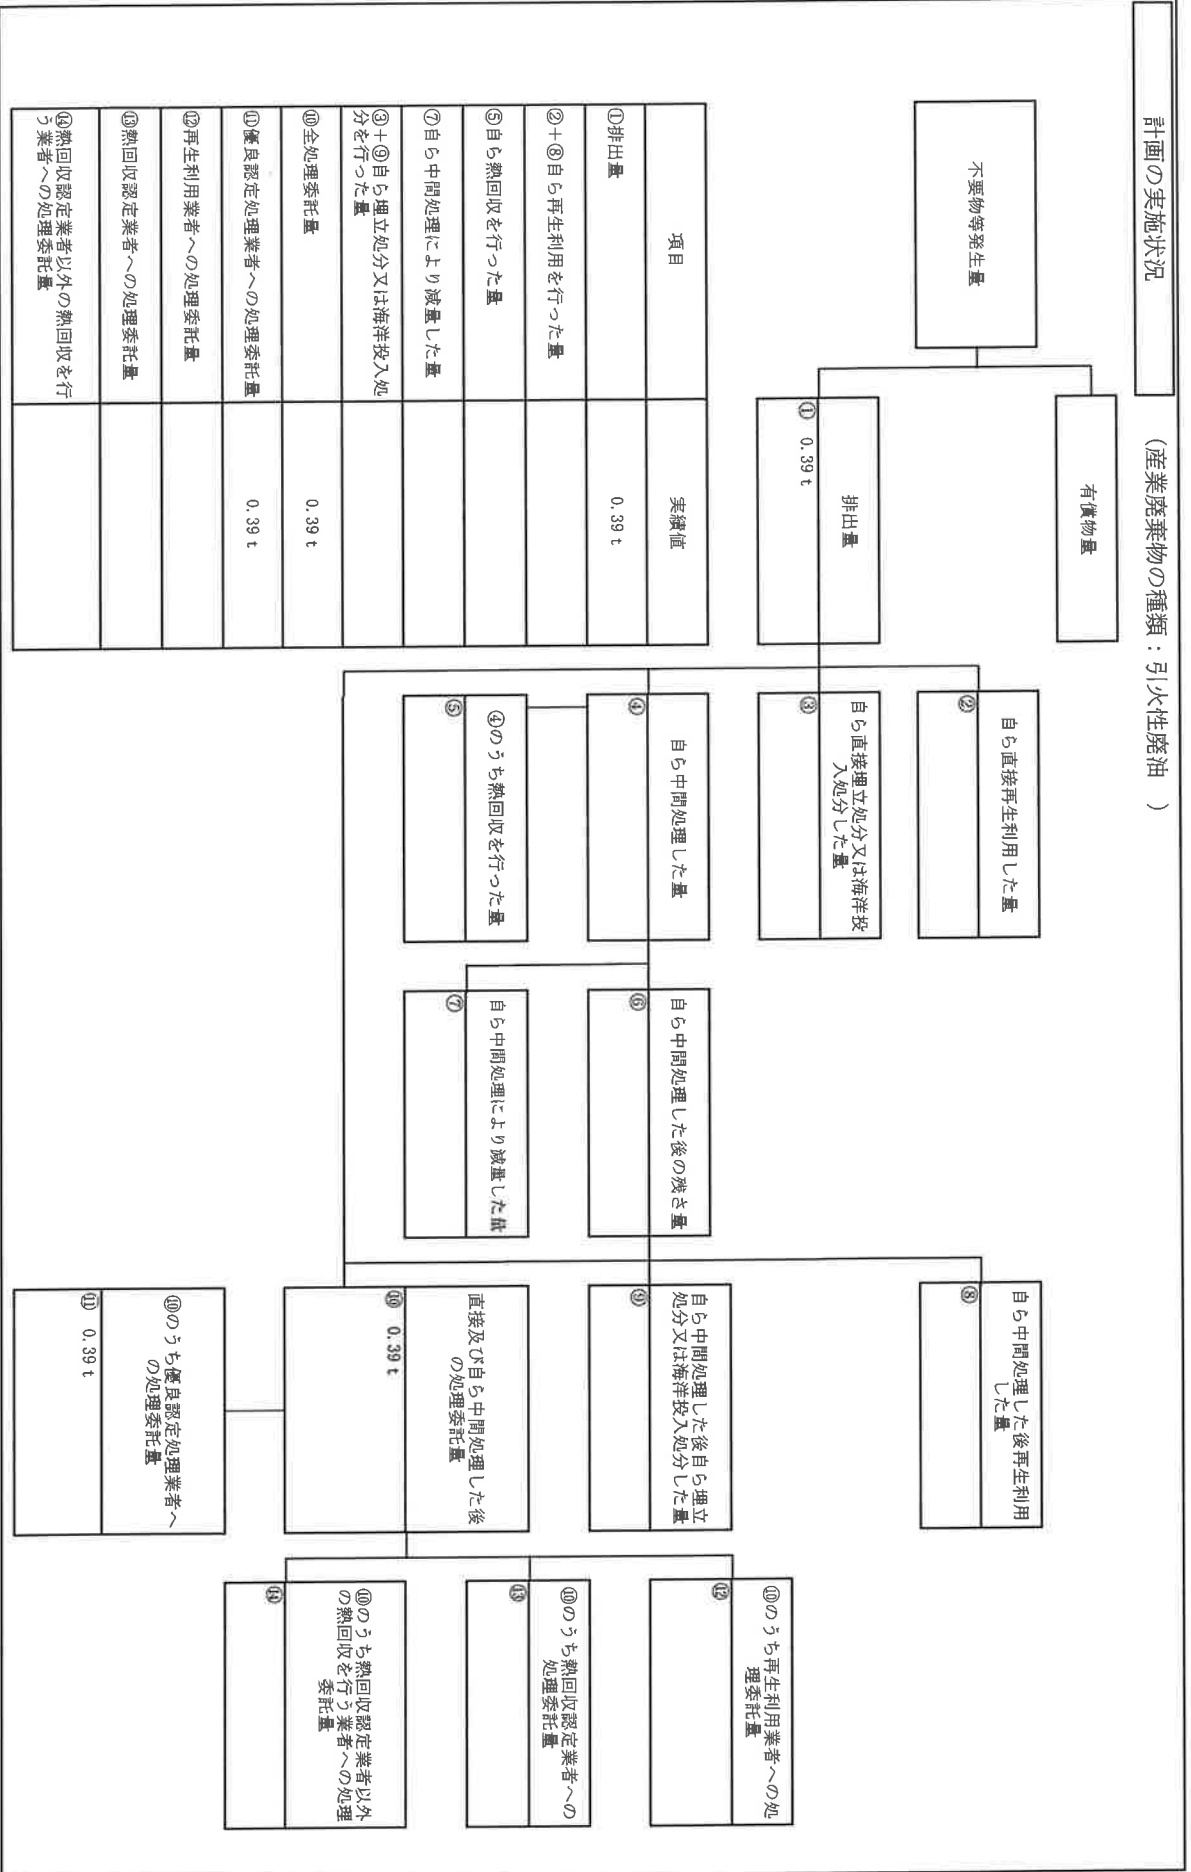 計画の実施状況
(産業廃棄物の種類：引火性廃油　)
不要物等発生量
有償物量
排出量
① 0.39 t
自ら直接再生利用した量
②
自ら直接埋立処分又は海洋投
入処分した量
③
自ら中間処理した量
④
④のうち熱回収を行った量
⑤
自ら中間処理した後の残さ量
⑥
自ら中間処理により減量した量
⑦
自ら中間処理した後再生利用
した量
⑧
自ら中間処理した後自ら埋立
処分又は海洋投入処分した量
⑨
直接及び自ら中間処理した後
の処理委託量
⑩ 0.39 t
⑩のうち優良認定処理業者へ
の処理委託量
⑪ 0.39 t
⑩のうち再生利用業者への処
理委託量
⑫
⑩のうち熱回収認定業者への
処理委託量
⑬
⑩のうち熱回収認定業者以外
の熱回収を行う業者への処理
委託量
⑭
項目 実績値
①排出量 0.39 t
②＋⑧自ら再生利用を行った量
⑤自ら熱回収を行った量
⑦自ら中間処理により減量した量
③＋⑨自ら埋立処分又は海洋投入処
分を行った量
⑩全処理委託量 0.39 t
⑪優良認定処理業者への処理委託量 0.39 t
⑫再生利用業者への処理委託量
⑬熱回収認定業者への処理委託量
⑭熱回収認定業者以外の熱回収を行
う業者への処理委託量